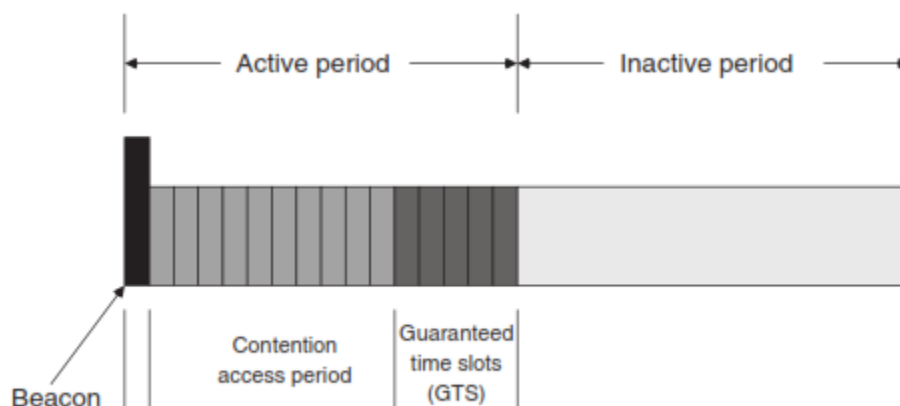 Active period
Inactive period
Contention
access period
Guaranteed
time slots
(GTS)
Beacon